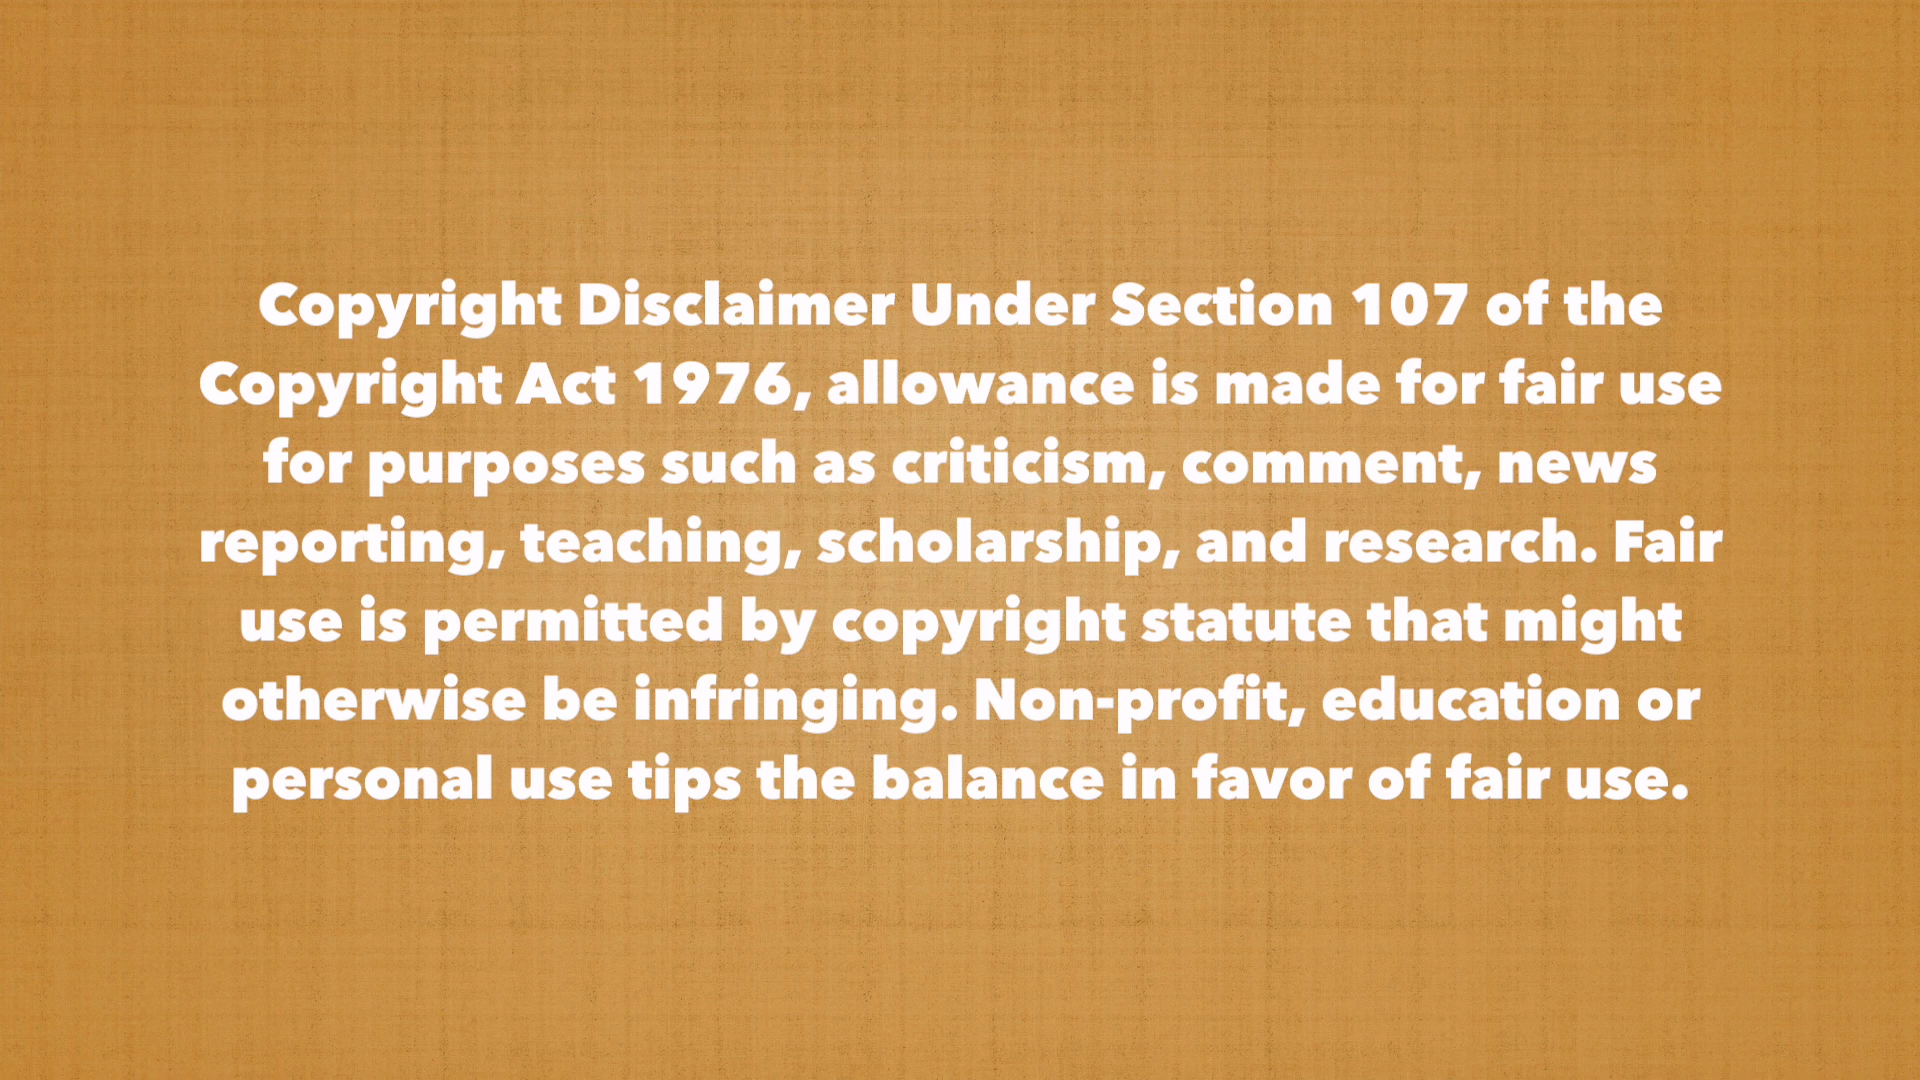 Copyright Disclaimer Under Section 107 of the
Copyright Act 1976, allowance is made for fair use
for purposes such as criticism, comment, news
reporting, teaching, scholarship, and research. Fair
use is permitted by copyright statute that might
otherwise be infringing. Non-profit, education or
personal use tips the balance in favor of fair use.